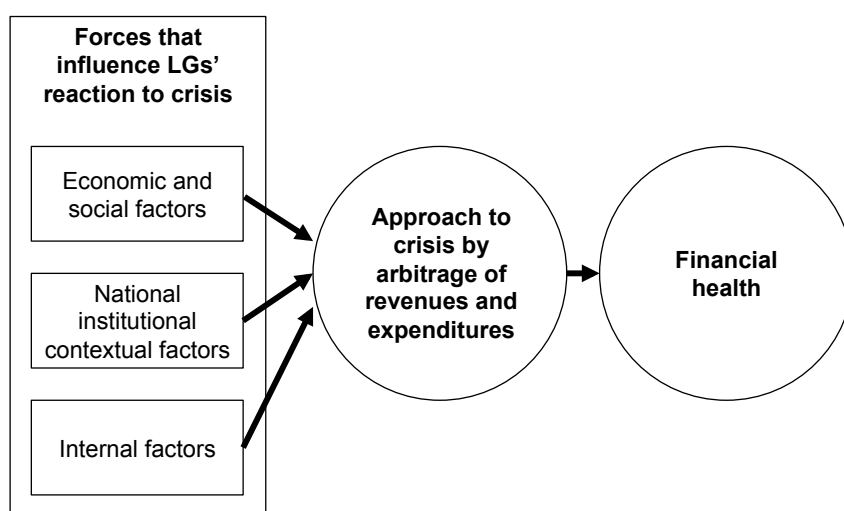 Forces that
influence LGs'
reaction to crisis
Economic and
social factors
National
institutional
contextual factors
Internal factors
Approach to
crisis by
arbitrage of
revenues and
expenditures
Financial
health